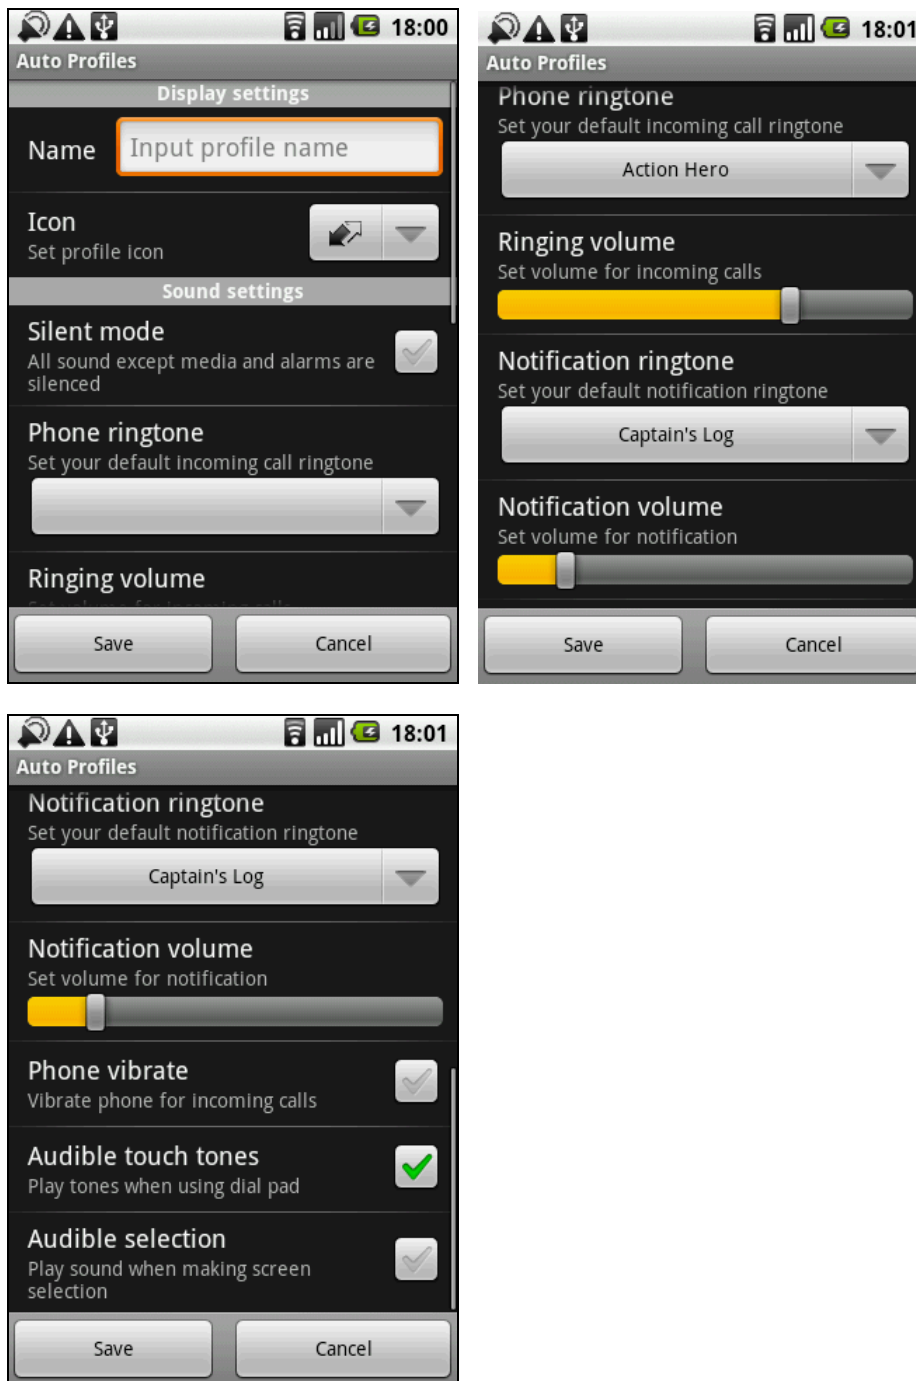 18:00
Auto Profiles
Display settings
Name
Input profile name
Icon
Set profile icon
Sound settings
Silent mode
All sound except media and alarms are
silenced
Phone ringtone
Set your default incoming call ringtone
Ringing volume
Set volume for incoming calls
Save
Cancel
18:01
Auto Profiles
Phone ringtone
Set your default incoming call ringtone
Action Hero
Ringing volume
Set volume for incoming calls
Notification ringtone
Set your default notification ringtone
Captain's Log
Notification volume
Set volume for notification
Save
Cancel
18:01
Auto Profiles
Notification ringtone
Set your default notification ringtone
Captain's Log
Notification volume
Set volume for notification
Phone vibrate
Vibrate phone for incoming calls
Audible touch tones
Play tones when using dial pad
Audible selection
Play sound when making screen
selection
Save
Cancel